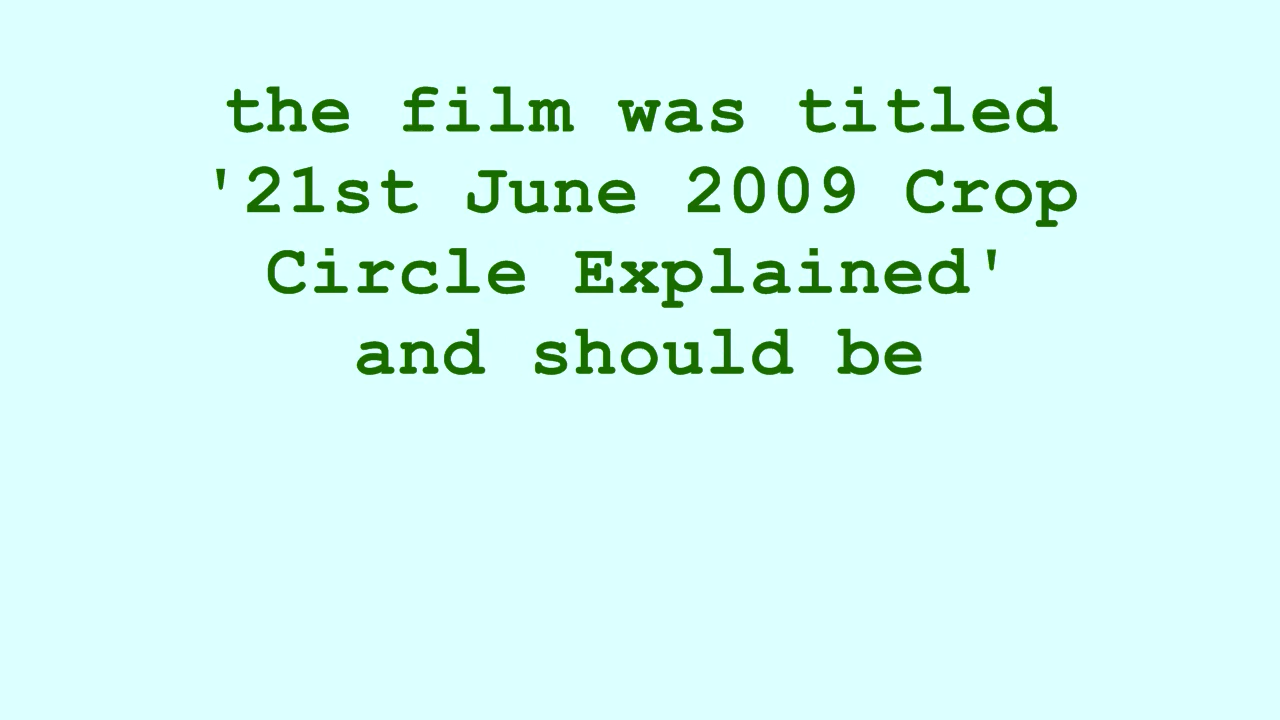 the film was titled
'21st June 2009 Crop
Circle Explained'
and should be